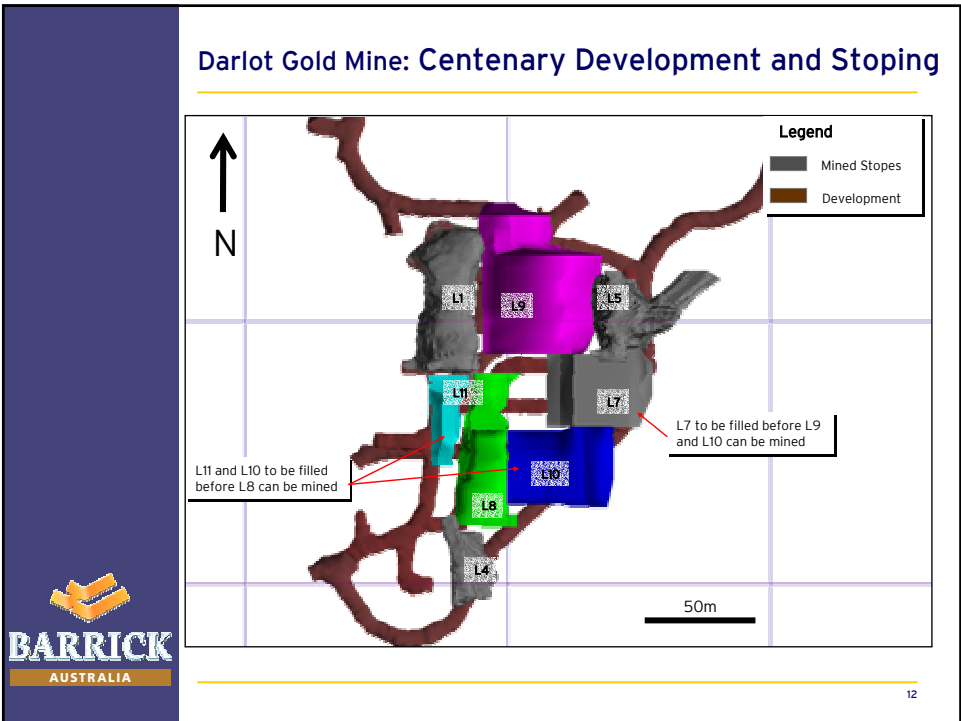 Darlot Gold Mine: Centenary Development and Stoping
Legend
Mined Stopes
Development
N
L1
L9
L5
L11
L7
L7 to be filled before L9
and L10 can be mined
L11 and L10 to be filled
before L8 can be mined
L10
L8
L4
50m
BARRICK
AUSTRALIA
12